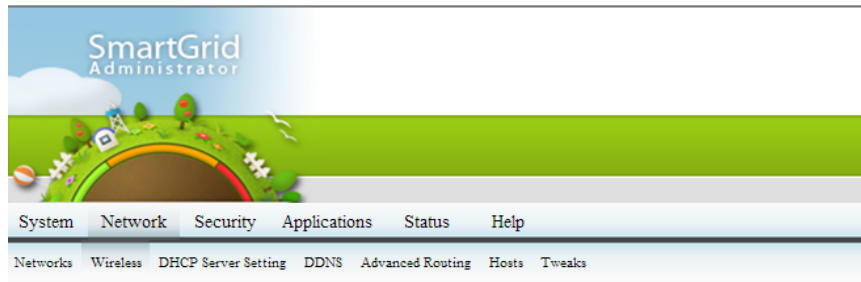 SmartGrid
Administrator
System Network Security Applications Status Help
Networks Wireless DHCP Server Setting DDNS Advanced Routing Hosts Tweaks